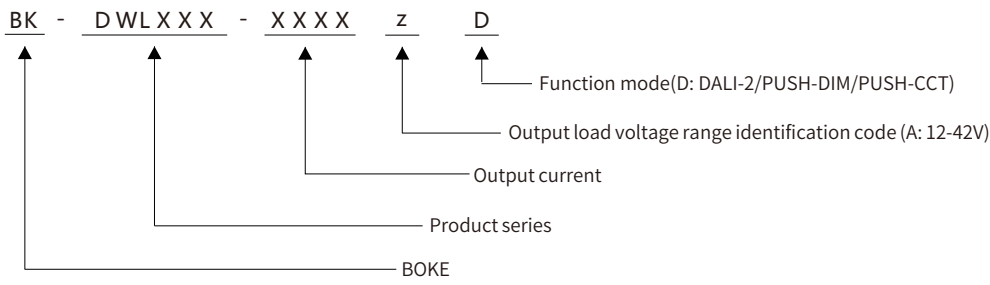 BK - DWLXXX - XXXX z D
Function mode(D: DALI-2/PUSH-DIM/PUSH-CCT)
Output load voltage range identification code (A: 12-42V)
Output current
Product series
BOKE